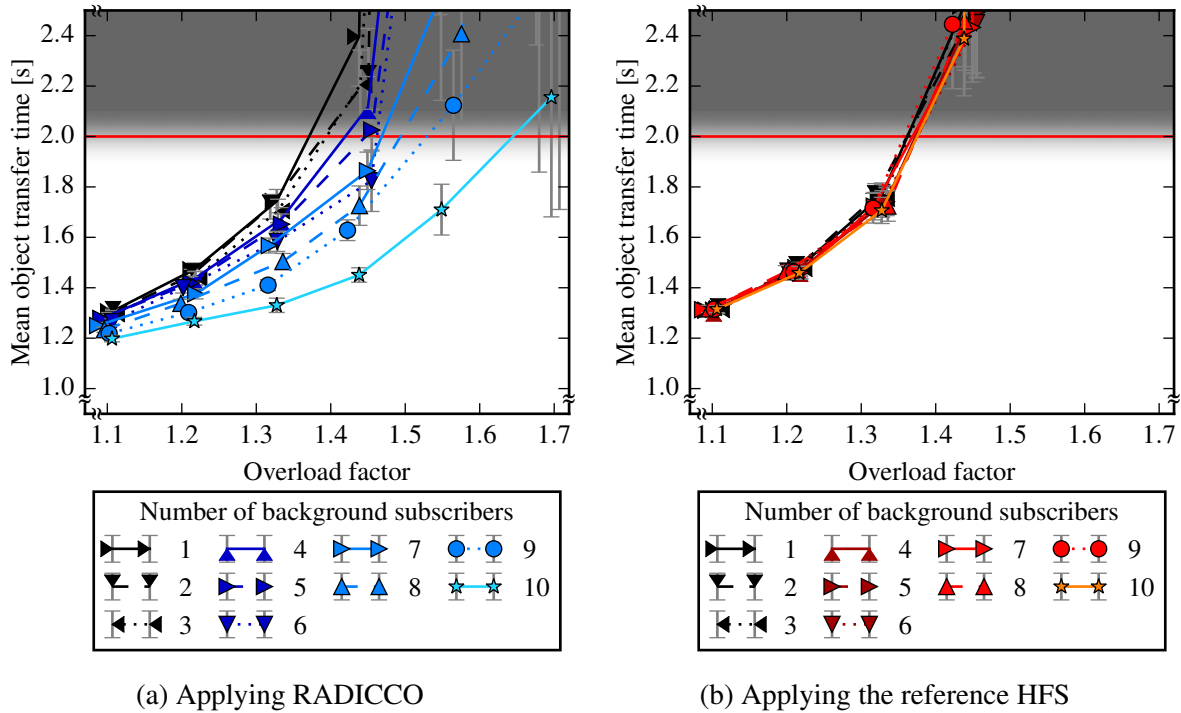 2.4
2.2
2.0
1.8
1.6
1.4
1.2
1.0
Mean object transfer time [s]
1.1 1.2 1.3 1.4 1.5 1.6 1.7
Overload factor
Number of background subscribers
1 4 7 9
2 5 8 10
3 6
(a) Applying RADICCO
2.4
2.2
2.0
1.8
1.6
1.4
1.2
1.0
Mean object transfer time [s]
1.1 1.2 1.3 1.4 1.5 1.6 1.7
Overload factor
Number of background subscribers
1 4 7 9
2 5 8 10
3 6
(b) Applying the reference HFS